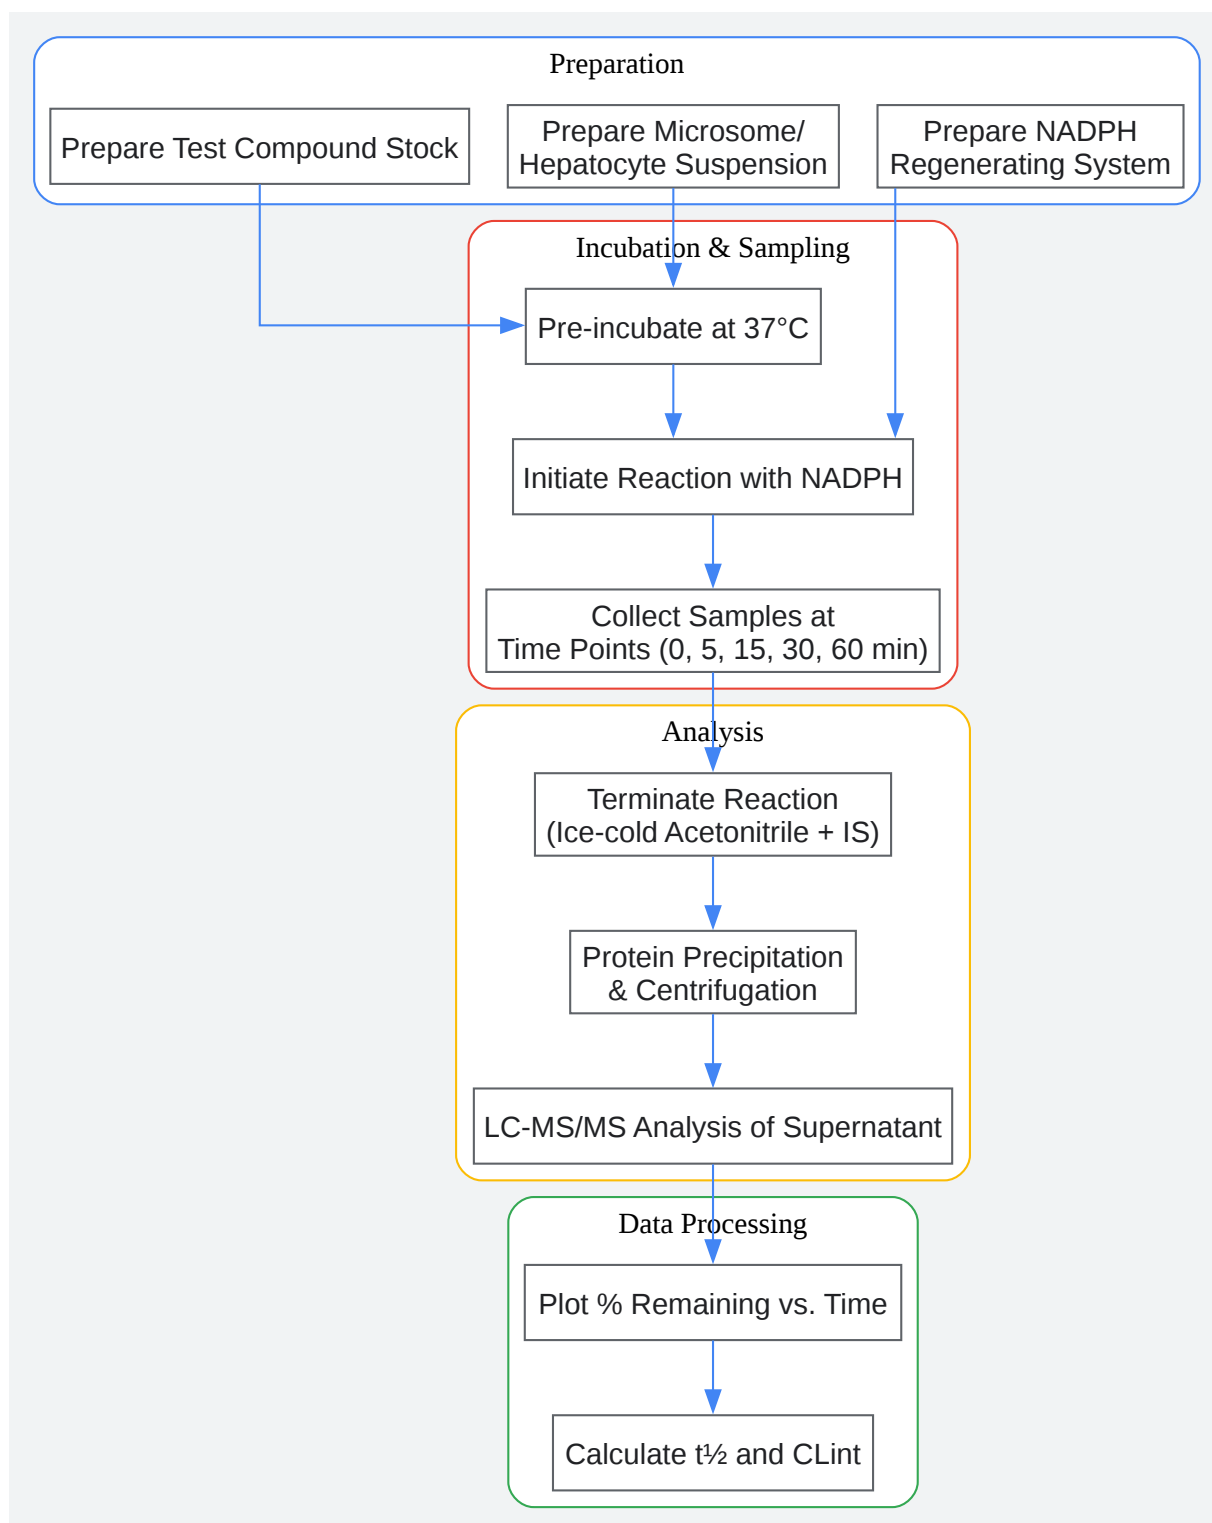 Preparation
Prepare Test Compound Stock
Prepare Microsome/
Hepatocyte Suspension
Prepare NADPH
Regenerating System
Incubation & Sampling
Pre-incubate at 37°C
Initiate Reaction with NADPH
Collect Samples at
Time Points (0, 5, 15, 30, 60 min)
Analysis
Terminate Reaction
(Ice-cold Acetonitrile + IS)
Protein Precipitation
& Centrifugation
LC-MS/MS Analysis of Supernatant
Data Processing
Plot % Remaining vs. Time
Calculate t½ and CLint